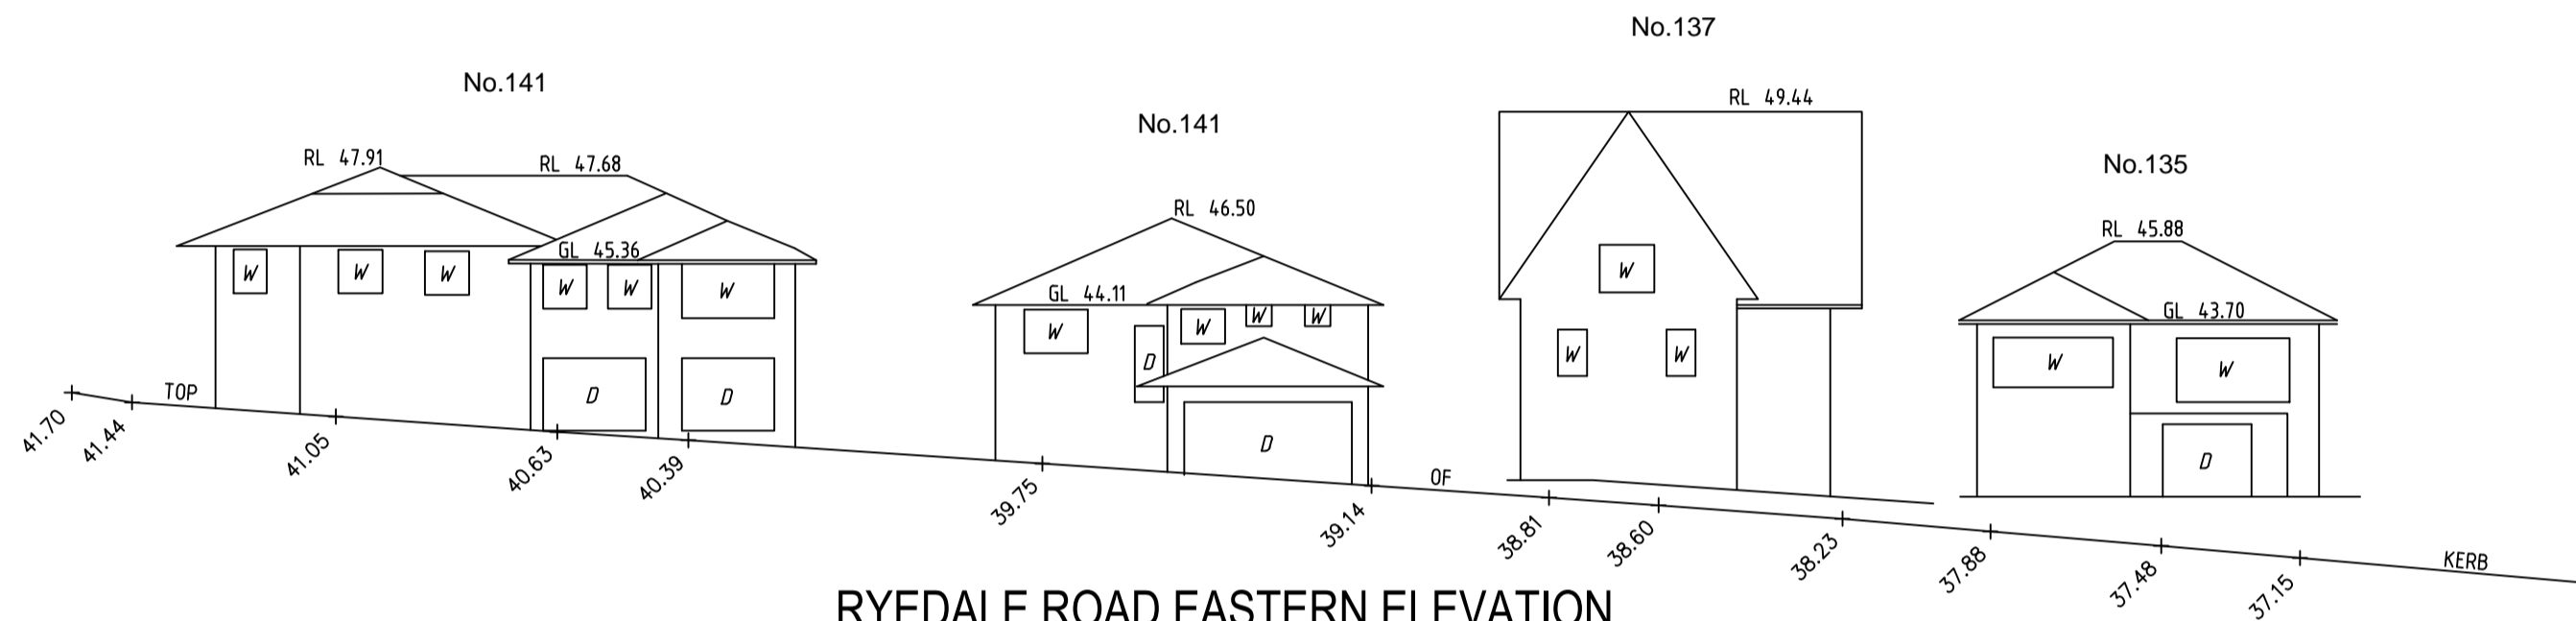 No.137
No.141
No.141
No.135
RL 49.44
RL 47.91
RL 47.68
RL 46.50
RL 45.88
GL 45.36
GL 44.11
GL 43.70
W
W
W
W
W
W
D
D
W
D
W
W
W
D
W
W
W
W
W
D
TOP
OF
KERB
41.70
41.44
41.05
40.63
40.39
39.75
39.14
38.81
38.60
38.23
37.88
37.48
37.15
RYEDALE ROAD EASTERN ELEVATION